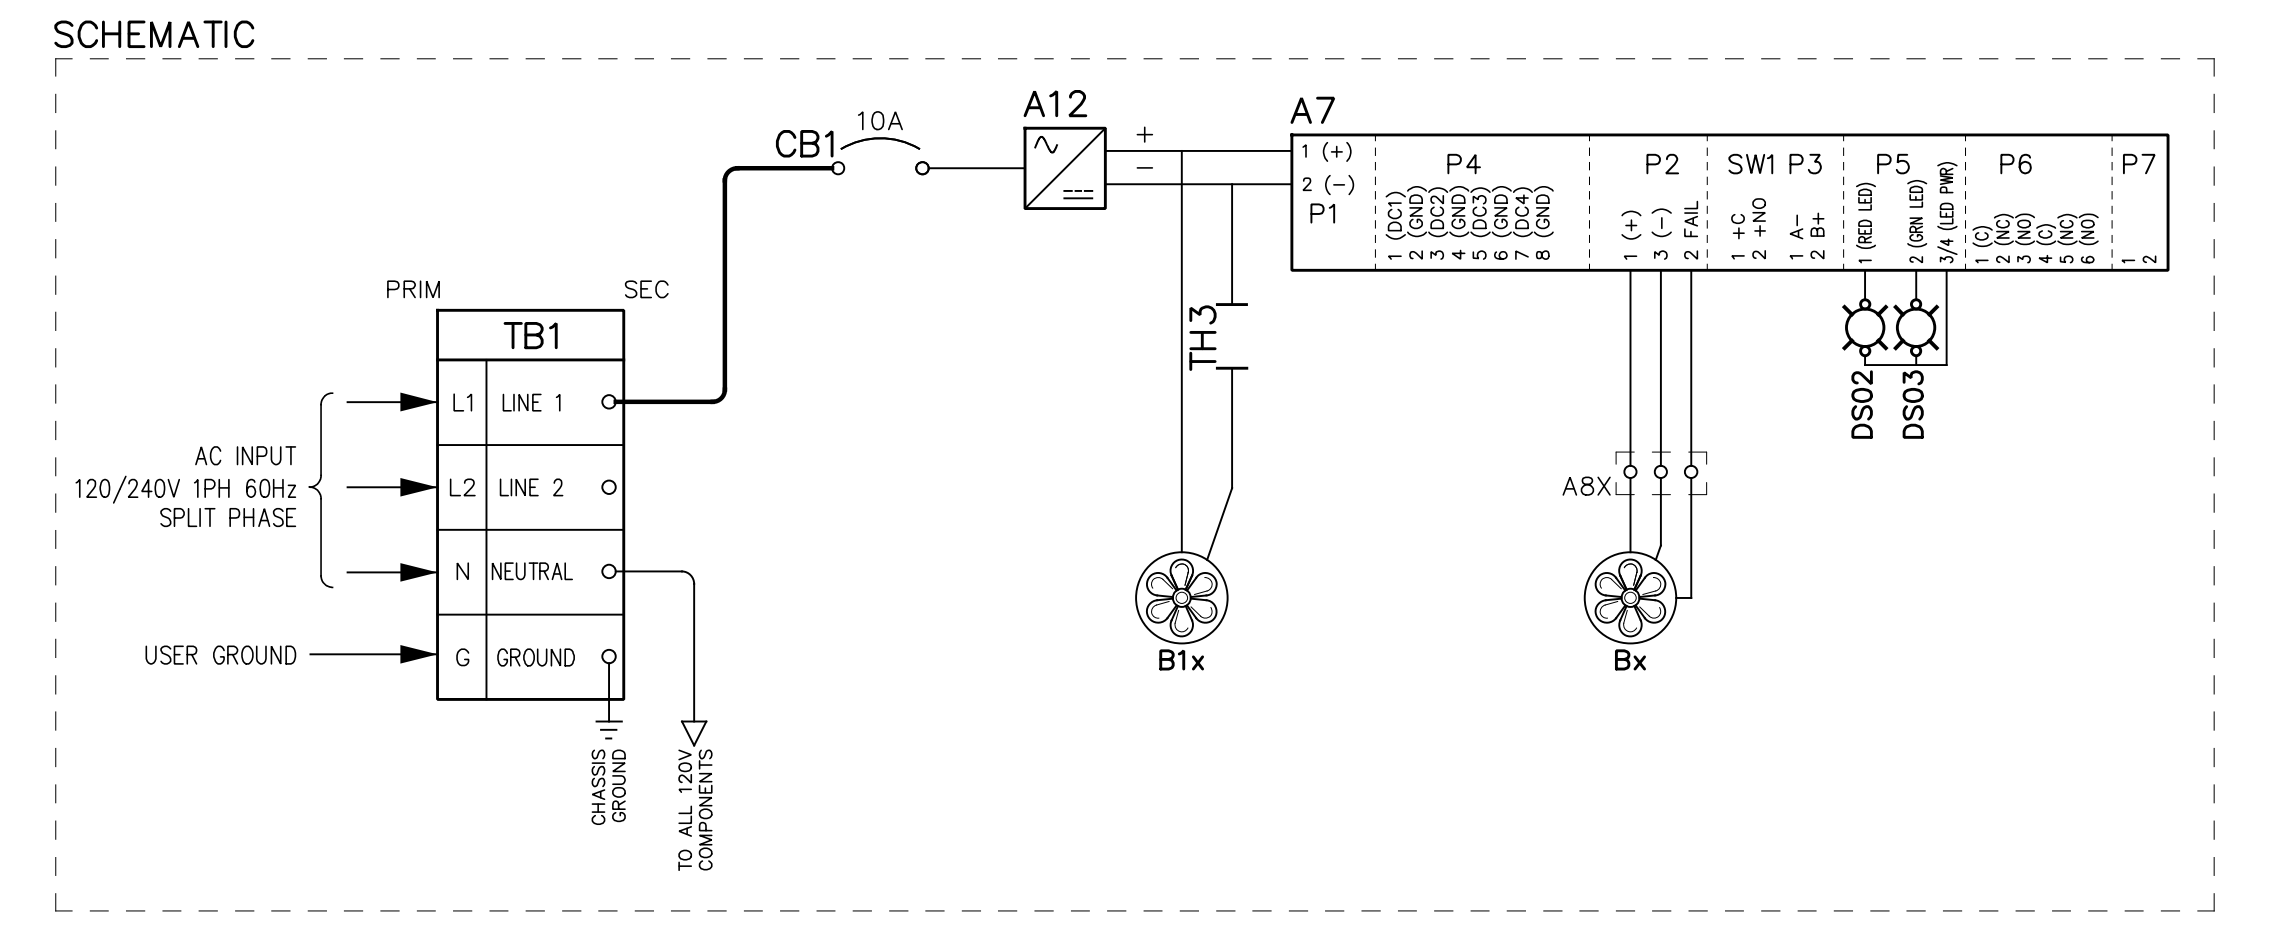 SCHEMATIC
A12
10A
CB1
+
−
A7
1 (+)
2 (−)
P1
P4
1 (DC1)
2 (GND)
3 (DC2)
4 (GND)
5 (DC3)
6 (GND)
7 (DC4)
8 (GND)
P2
1 (+)
3 (−)
2 FAIL
SW1 P3
1 +C
2 +NO
1 A−
2 B+
P5
1 (RED LED)
2 (GRN LED)
3/4 (LED PWR)
P6
1 (C)
2 (NC)
3 (NO)
4 (C)
5 (NC)
6 (NO)
P7
1
2
PRIM
SEC
TB1
L1 LINE 1
L2 LINE 2
N NEUTRAL
G GROUND
AC INPUT
120/240V 1PH 60Hz
SPLIT PHASE
USER GROUND
CHASSIS
GROUND
TO ALL 120V
COMPONENTS
TH3
B1x
A8X
Bx
DS02
DS03